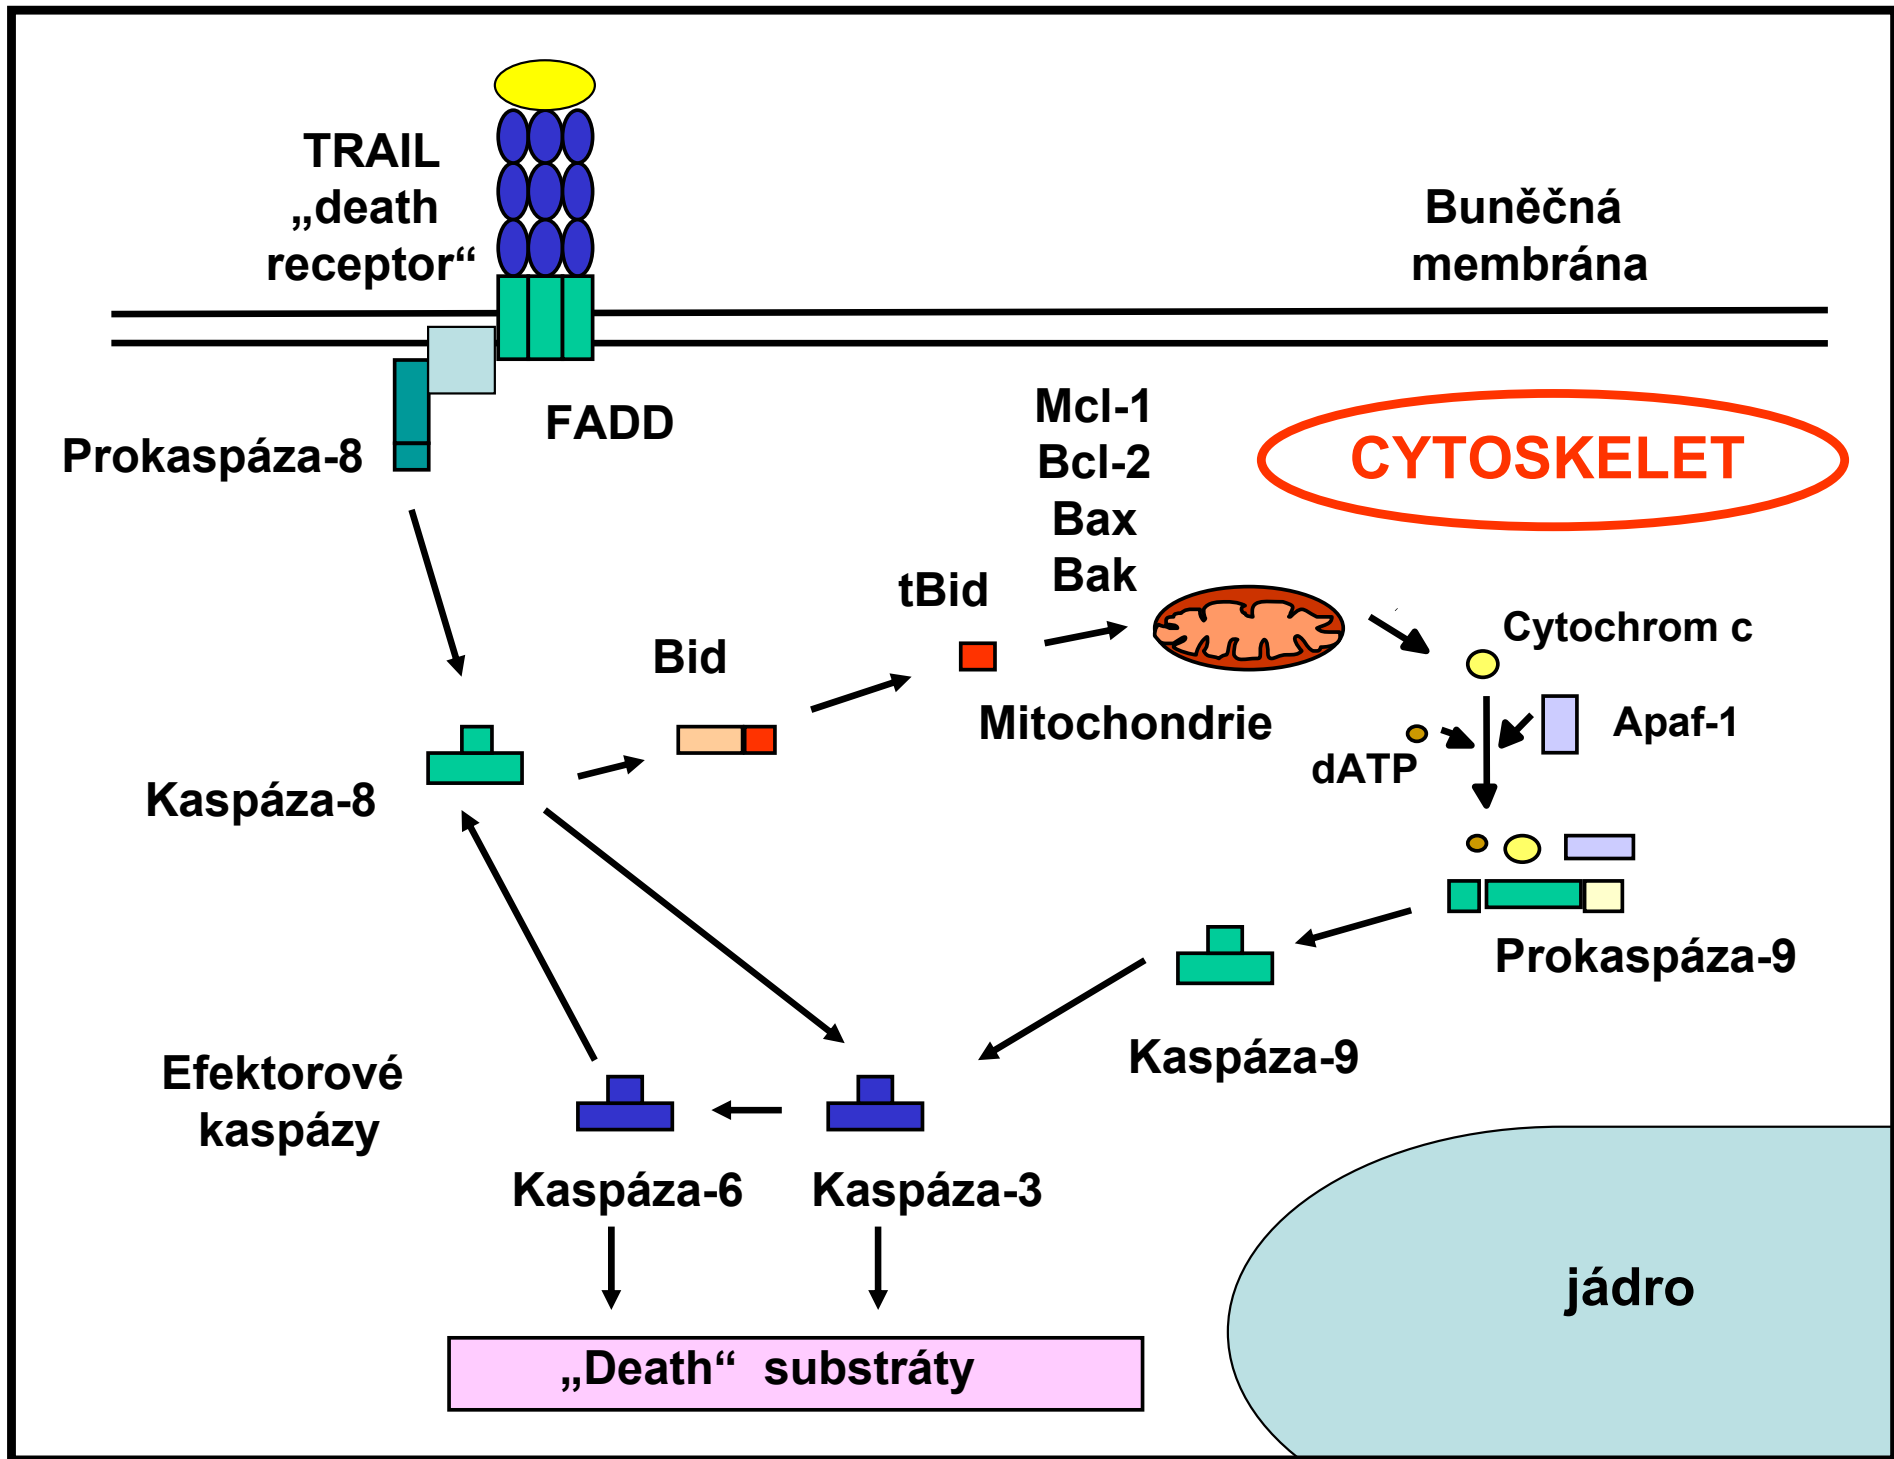 TRAIL
„death
receptor“
Buněčná
membrána
FADD
Prokaspáza-8
Mcl-1
Bcl-2
Bax
Bak
CYTOSKELET
tBid
Bid
Cytochrom c
Mitochondrie
Apaf-1
dATP
Kaspáza-8
Prokaspáza-9
Kaspáza-9
Efektorové
kaspázy
Kaspáza-6
Kaspáza-3
jádro
„Death“ substráty